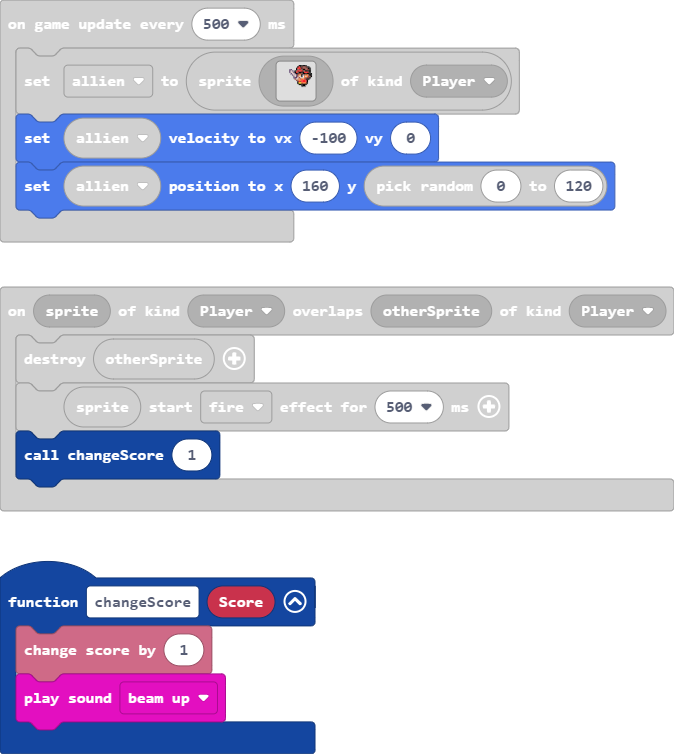 on game update every 500 ms
set allien to sprite of kind Player
set allien velocity to vx -100 vy 0
set allien position to x 160 y pick random 0 to 120
on sprite of kind Player overlaps otherSprite of kind Player
destroy otherSprite
sprite start fire effect for 500 ms
call changeScore 1
function changeScore Score
change score by 1
play sound beam up